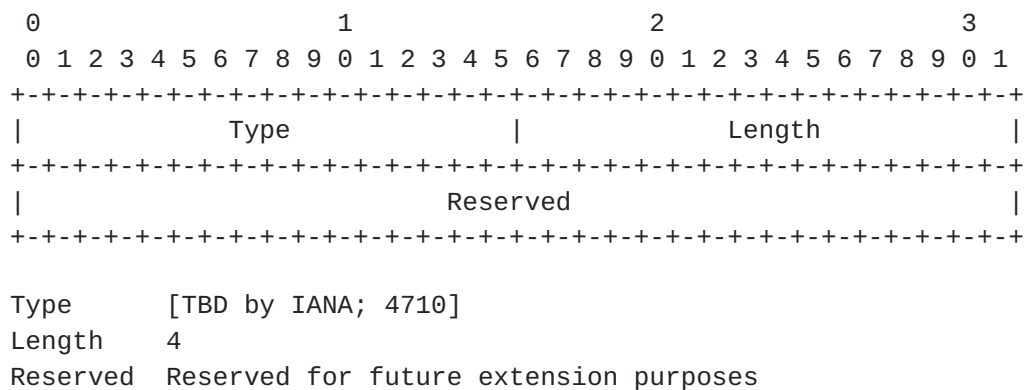 0                   1                   2                   3
 0 1 2 3 4 5 6 7 8 9 0 1 2 3 4 5 6 7 8 9 0 1 2 3 4 5 6 7 8 9 0 1
+-+-+-+-+-+-+-+-+-+-+-+-+-+-+-+-+-+-+-+-+-+-+-+-+-+-+-+-+-+-+-+-+
|             Type              |             Length            |
+-+-+-+-+-+-+-+-+-+-+-+-+-+-+-+-+-+-+-+-+-+-+-+-+-+-+-+-+-+-+-+-+
|                           Reserved                            |
+-+-+-+-+-+-+-+-+-+-+-+-+-+-+-+-+-+-+-+-+-+-+-+-+-+-+-+-+-+-+-+-+
Type      [TBD by IANA; 4710]
Length    4
Reserved  Reserved for future extension purposes